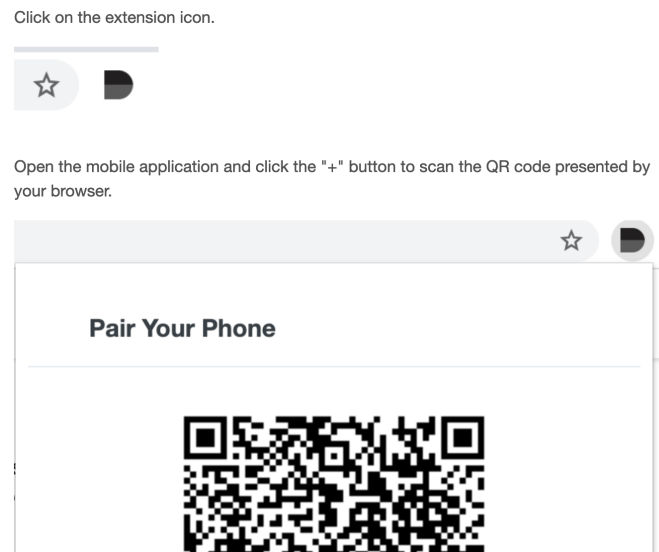 Click on the extension icon.
Open the mobile application and click the "+" button to scan the QR code presented by
your browser.
Pair Your Phone